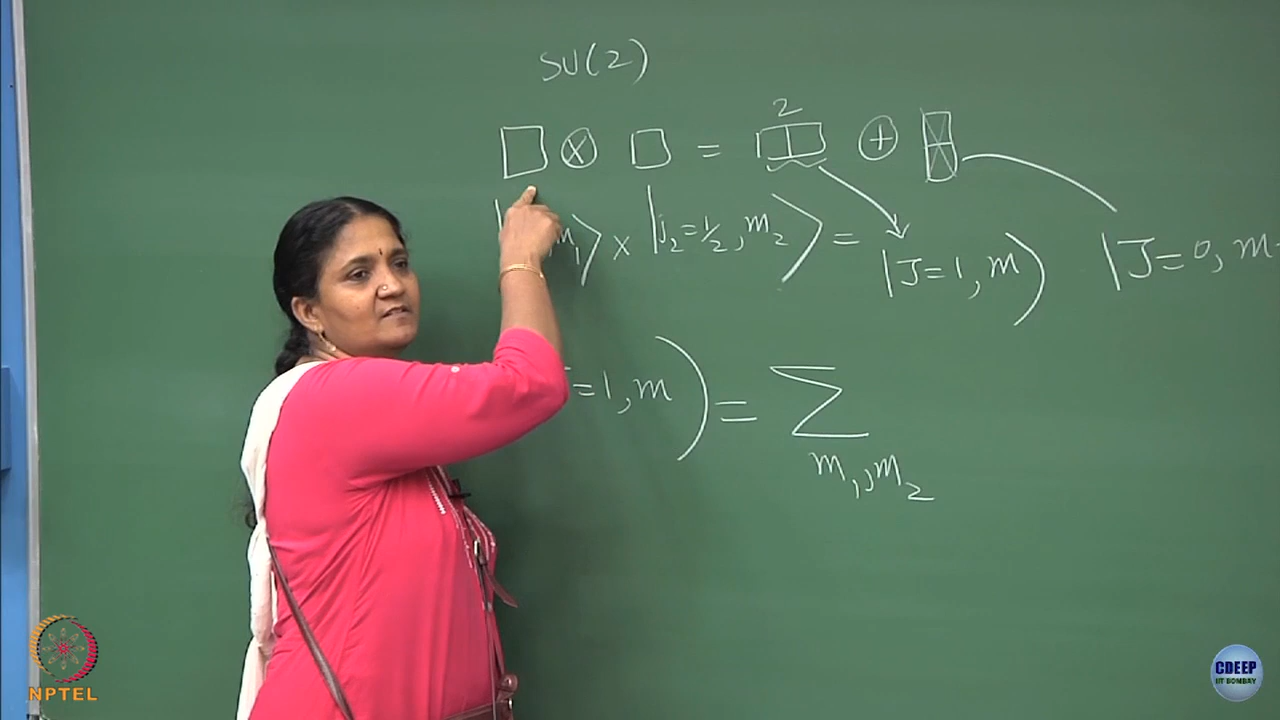 SU(2)
2
□ ⊗ □ = □□ ⊕
m₁⟩ × |j₂=½, m₂⟩ = |J=1, m) |J=0, m
=1, m) = Σ
m₁, m₂
NPTEL
CDEEP
IIT BOMBAY